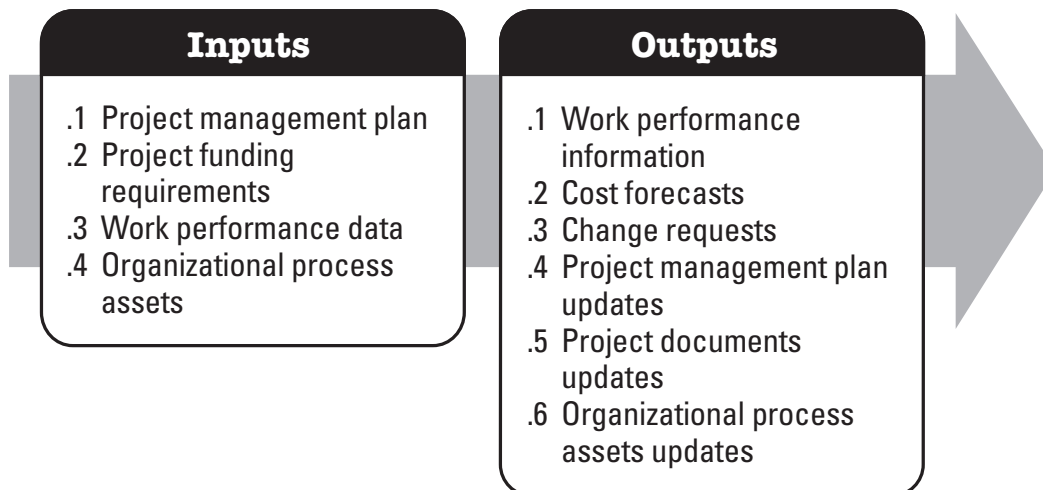 Inputs
.1 Project management plan
.2 Project funding
requirements
.3 Work performance data
.4 Organizational process
assets
Outputs
.1 Work performance
information
.2 Cost forecasts
.3 Change requests
.4 Project management plan
updates
.5 Project documents
updates
.6 Organizational process
assets updates